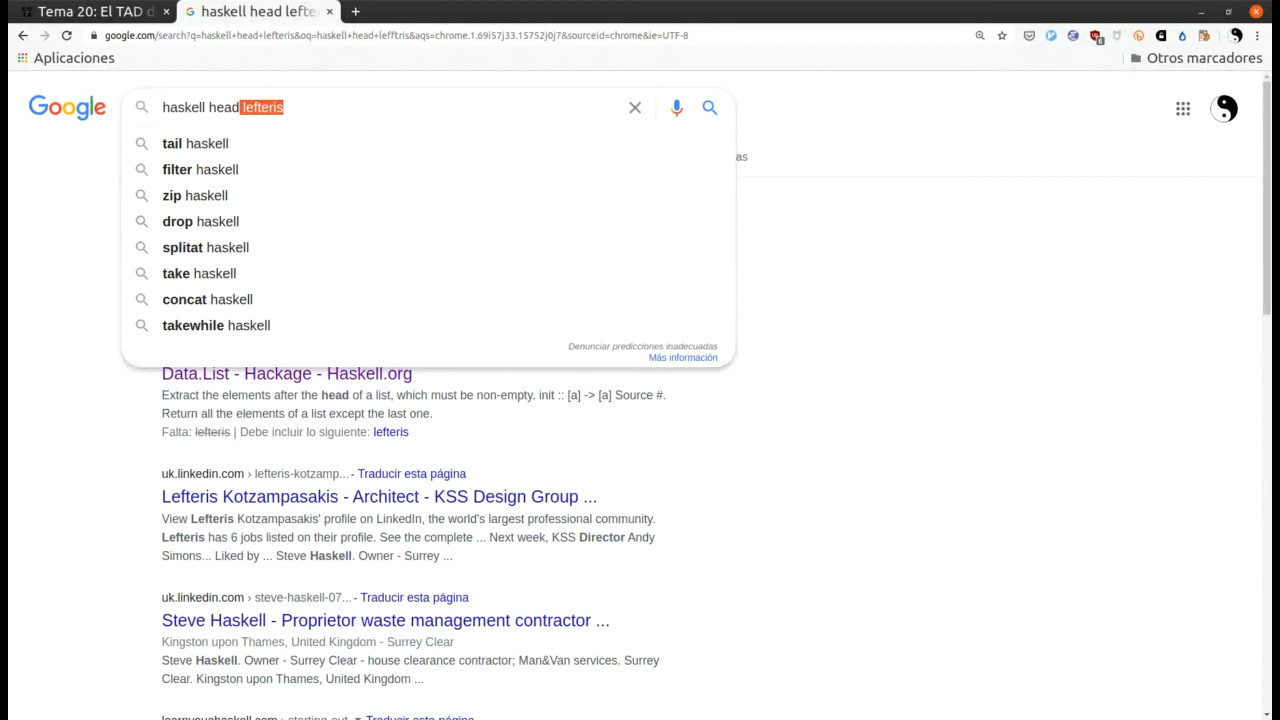 Tema 20: El TAD d
haskell head lefte
google.com/search?q=haskell+head+lefteris&oq=haskell+head+lefftris&aqs=chrome.1.69i57j33.15752j0j7&sourceid=chrome&ie=UTF-8
Aplicaciones
Otros marcadores
Google
haskell head lefteris
tail haskell
as
filter haskell
zip haskell
drop haskell
splitat haskell
take haskell
concat haskell
takewhile haskell
Denunciar predicciones inadecuadas
Más información
Data.List - Hackage - Haskell.org
Extract the elements after the head of a list, which must be non-empty. init :: [a] -> [a] Source #.
Return all the elements of a list except the last one.
Falta: lefteris | Debe incluir lo siguiente: lefteris
uk.linkedin.com › lefteris-kotzamp... - Traducir esta página
Lefteris Kotzampasakis - Architect - KSS Design Group ...
View Lefteris Kotzampasakis' profile on LinkedIn, the world's largest professional community.
Lefteris has 6 jobs listed on their profile. See the complete ... Next week, KSS Director Andy
Simons... Liked by ... Steve Haskell. Owner - Surrey ...
uk.linkedin.com › steve-haskell-07... - Traducir esta página
Steve Haskell - Proprietor waste management contractor ...
Kingston upon Thames, United Kingdom - Surrey Clear
Steve Haskell. Owner - Surrey Clear - house clearance contractor; Man&Van services. Surrey
Clear. Kingston upon Thames, United Kingdom ...
learnyouahaskell.com › starting-out ▼ Traducir esta página